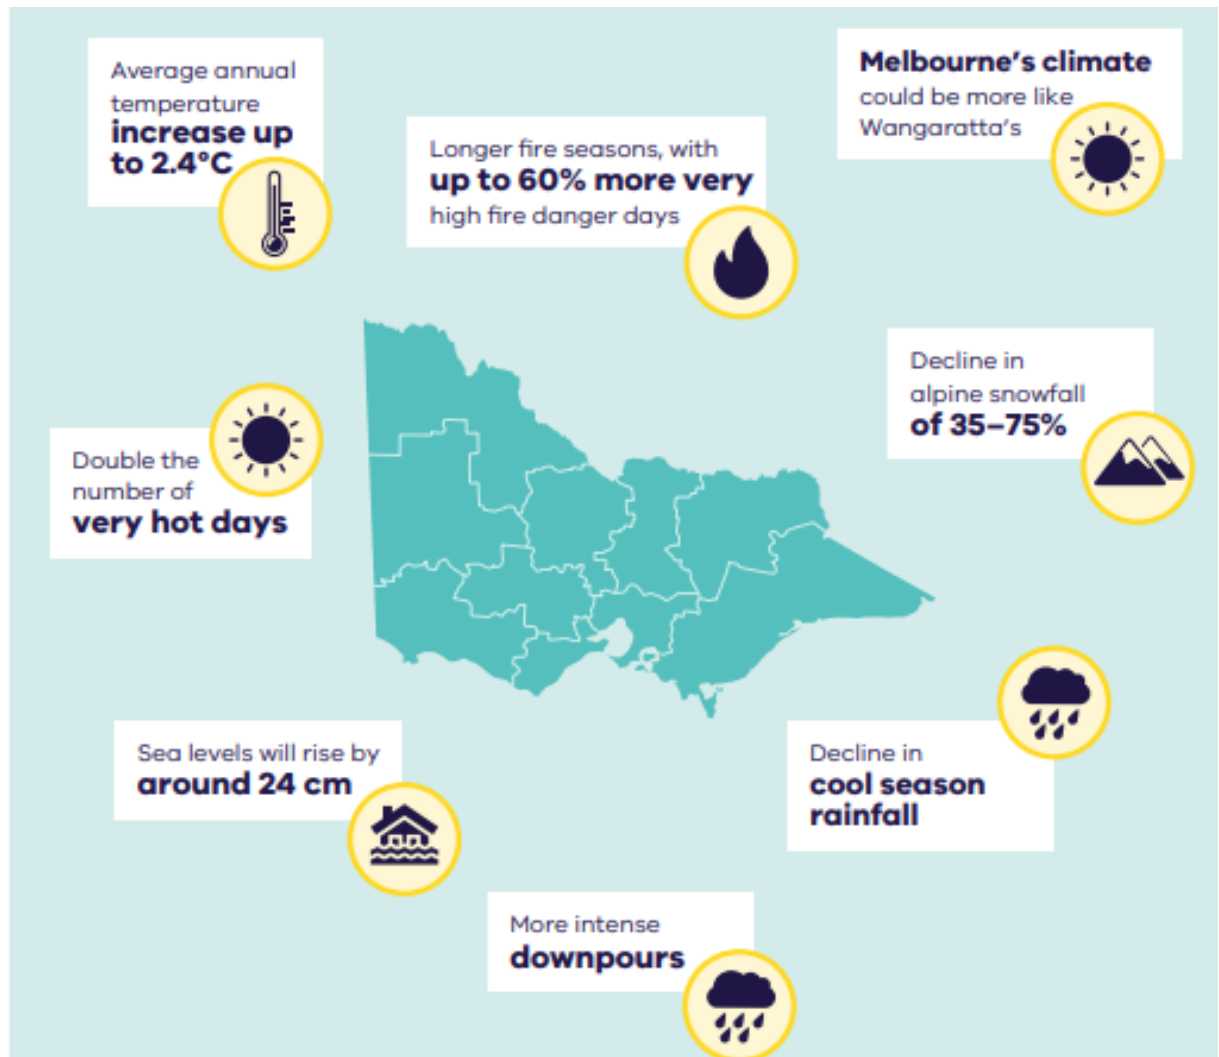 Average annual
temperature
increase up
to 2.4°C
Longer fire seasons, with
up to 60% more very
high fire danger days
Melbourne's climate
could be more like
Wangaratta's
Double the
number of
very hot days
Decline in
alpine snowfall
of 35–75%
Sea levels will rise by
around 24 cm
Decline in
cool season
rainfall
More intense
downpours